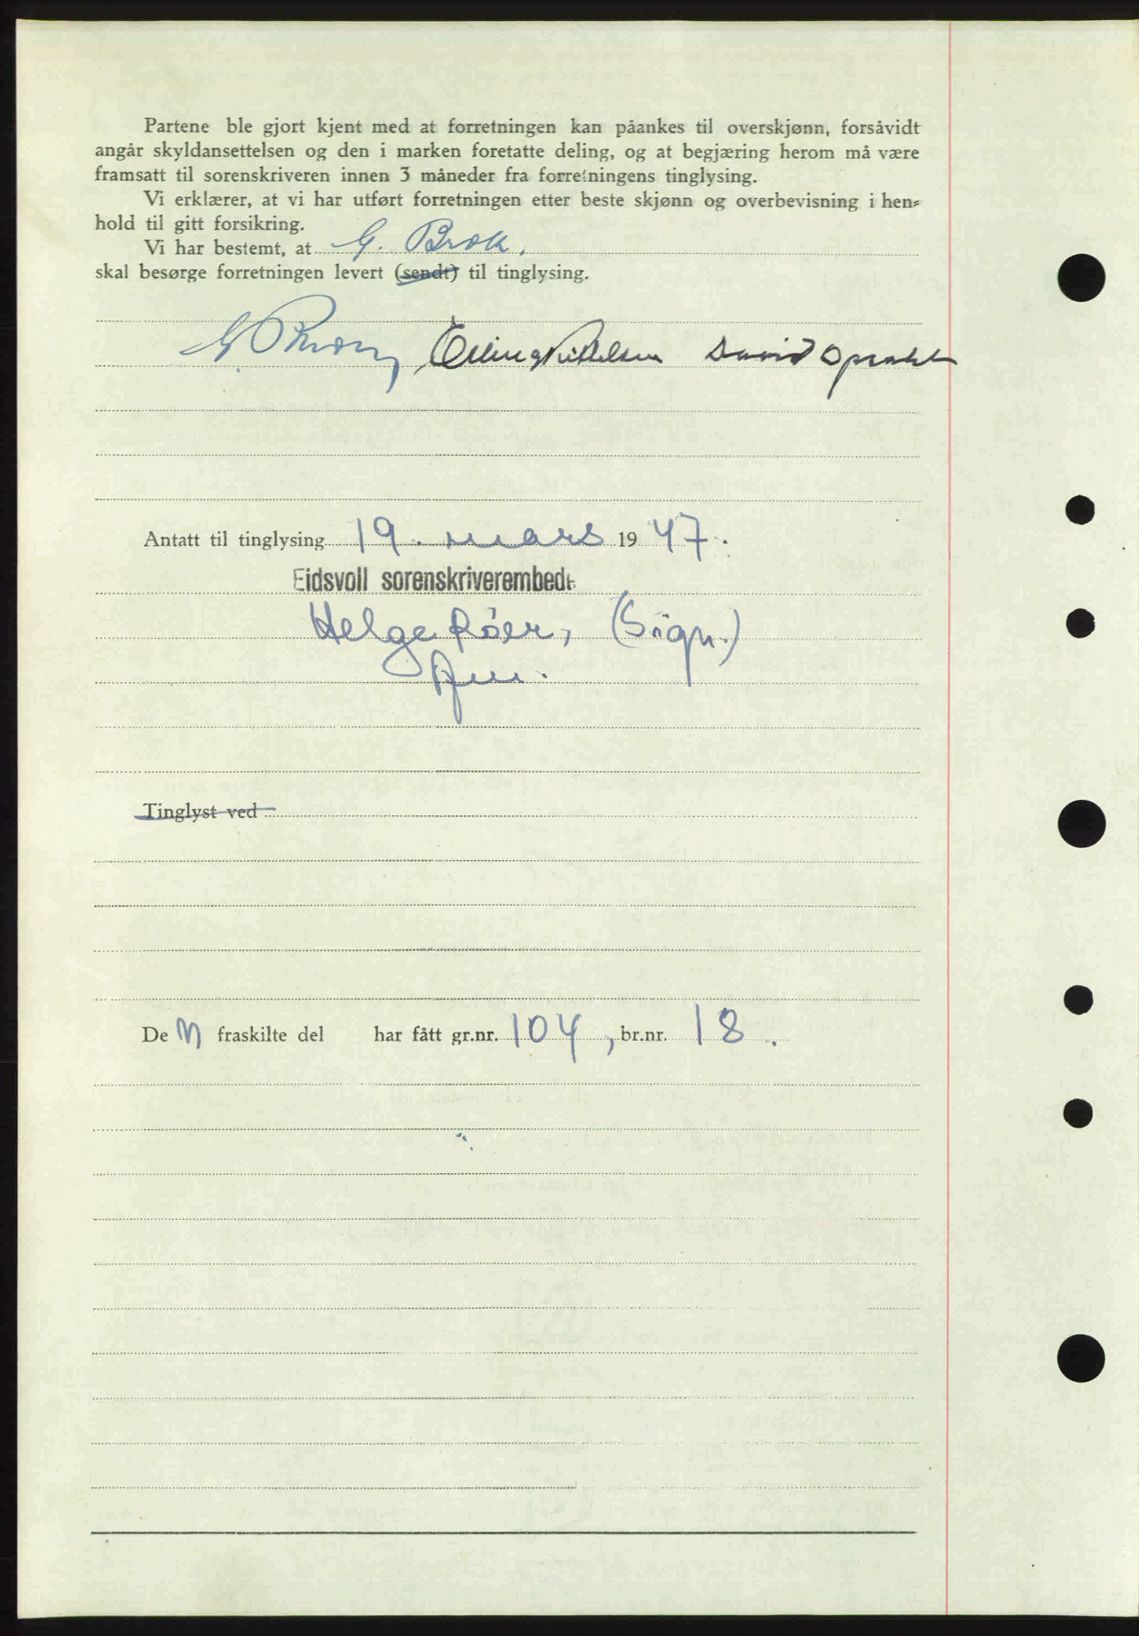 Partene ble gjort kjent med at forretningen kan påankes til overskjønn, forsåvidt
angår skyldansettelsen og den i marken foretatte deling, og at begjæring herom må være
framsatt til sorenskriveren innen 3 måneder fra forretningens tinglysing.
Vi erklærer, at vi har utført forretningen etter beste skjønn og overbevisning i hen-
hold til gitt forsikring.
Vi har bestemt, at G. Brok.
skal besørge forretningen levert (sendt) til tinglysing.
Erling David
Antatt til tinglysing 19. mars 1947.
Eidsvoll sorenskriverembede
Helge Röer, (Sign.)
Tinglyst ved
Den fraskilte del har fått gr.nr. 104, br.nr. 18.